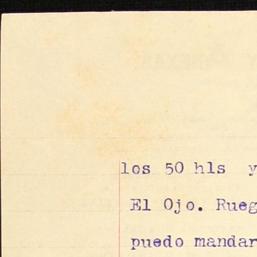 los 50 hls y
El Ojo. Rueg
puedo mandar